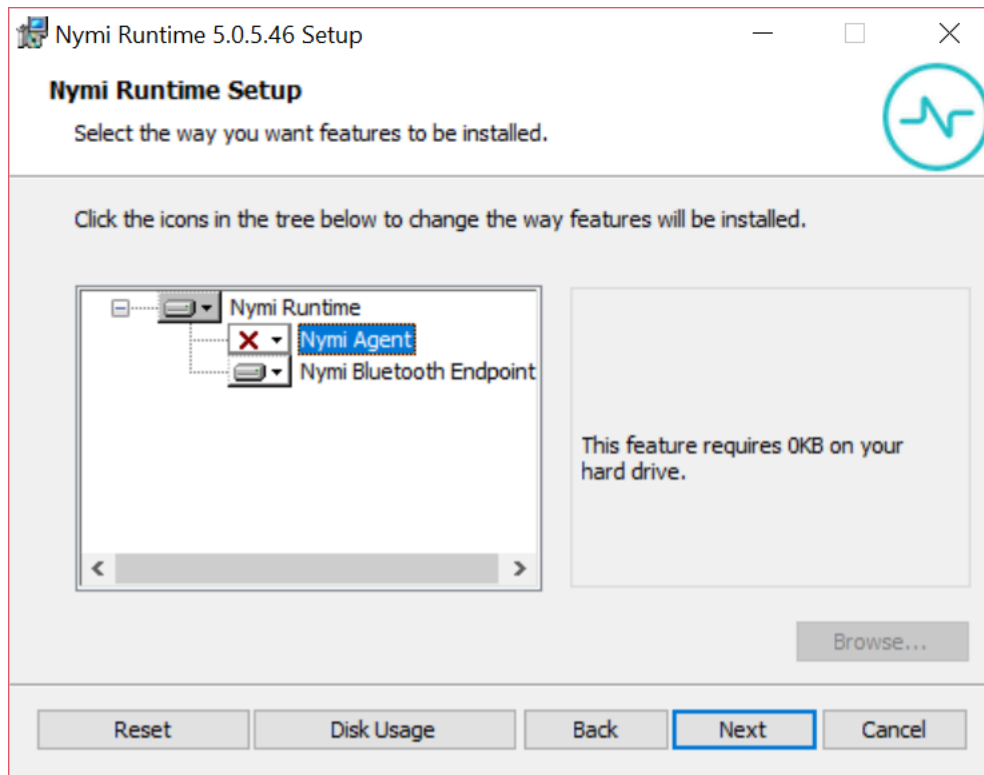 Nymi Runtime 5.0.5.46 Setup
Nymi Runtime Setup
Select the way you want features to be installed.
Click the icons in the tree below to change the way features will be installed.
Nymi Runtime
Nymi Agent
Nymi Bluetooth Endpoint
This feature requires 0KB on your
hard drive.
Browse...
Reset
Disk Usage
Back
Next
Cancel